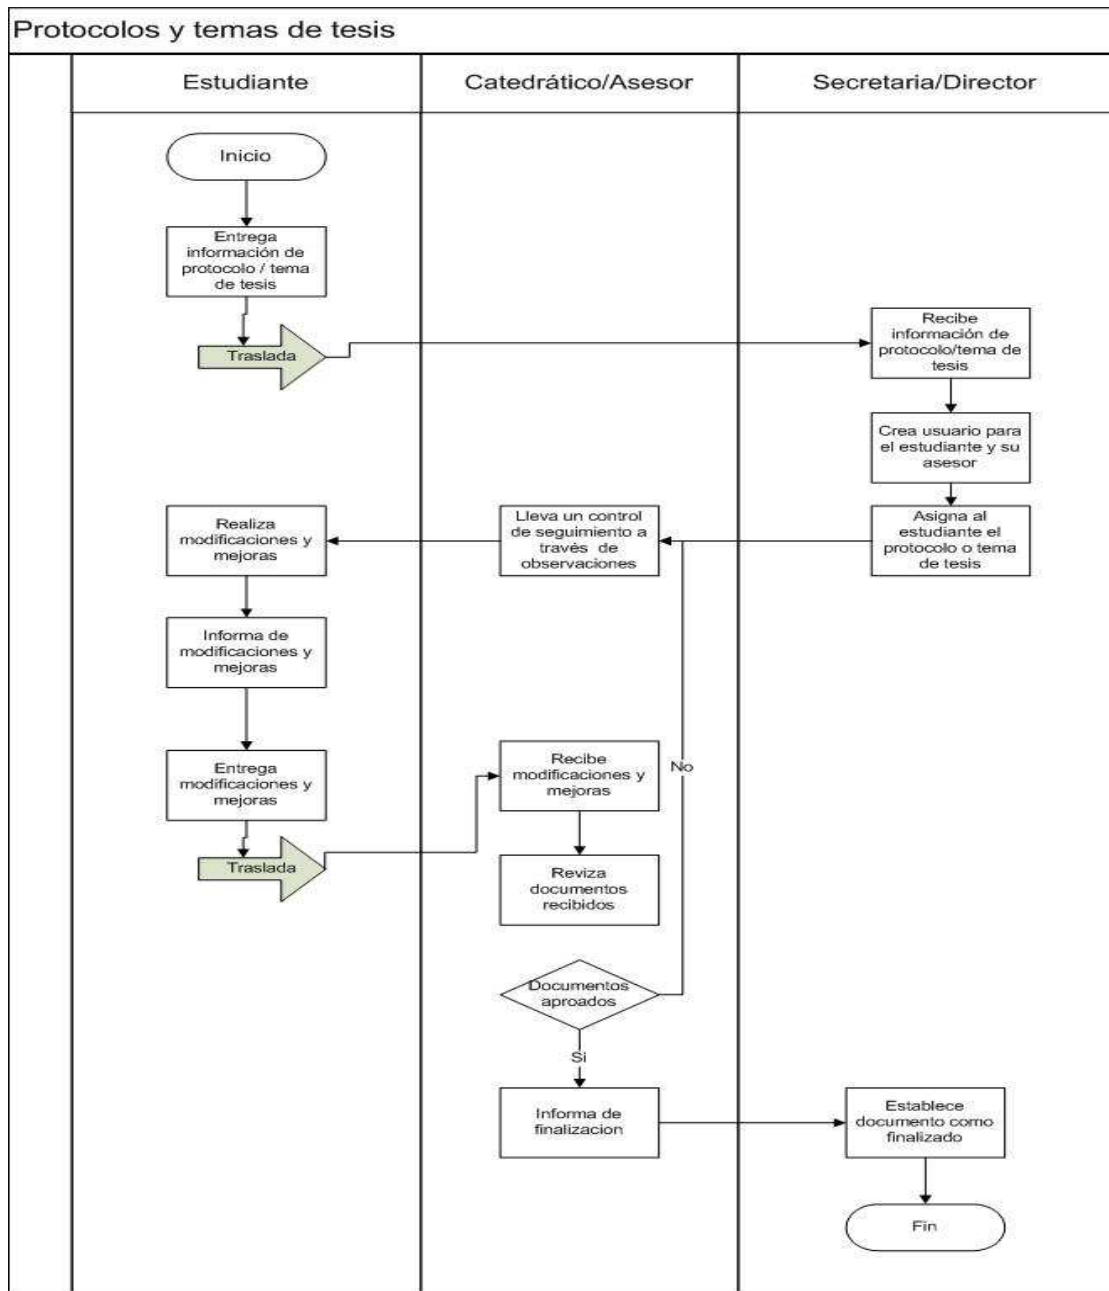 Protocolos y temas de tesis
Estudiante
Catedrático/Asesor
Secretaria/Director
Inicio
Entrega
información de
protocolo / tema
de tesis
Traslada
Recibe
información de
protocolo/tema de
tesis
Crea usuario para
el estudiante y su
asesor
Asigna al
estudiante el
protocolo o tema
de tesis
Lleva un control
de seguimiento a
través de
observaciones
Realiza
modificaciones y
mejoras
Informa de
modificaciones y
mejoras
Entrega
modificaciones y
mejoras
Traslada
Recibe
modificaciones y
mejoras
No
Reviza
documentos
recibidos
Documentos
aproados
Si
Informa de
finalizacion
Establece
documento como
finalizado
Fin